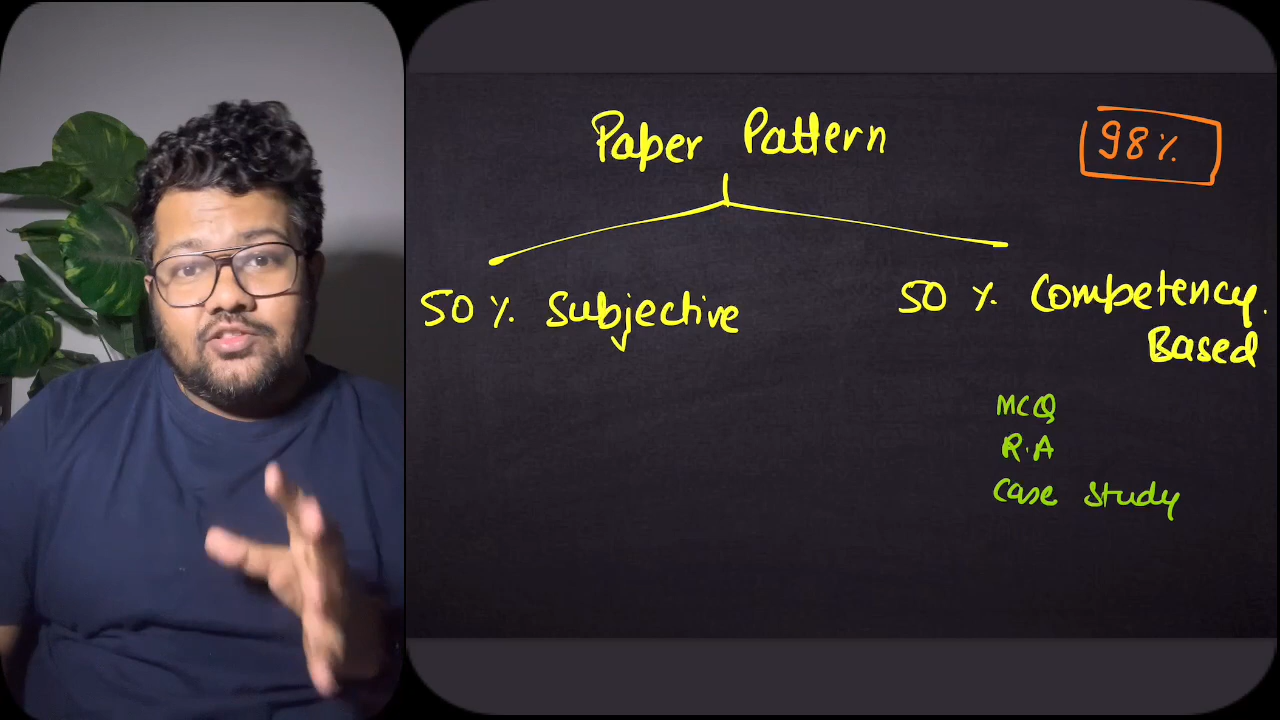 Paper Pattern
98%
50% Subjective
50% Competency.
Based
MCQ
R.A
Case Study